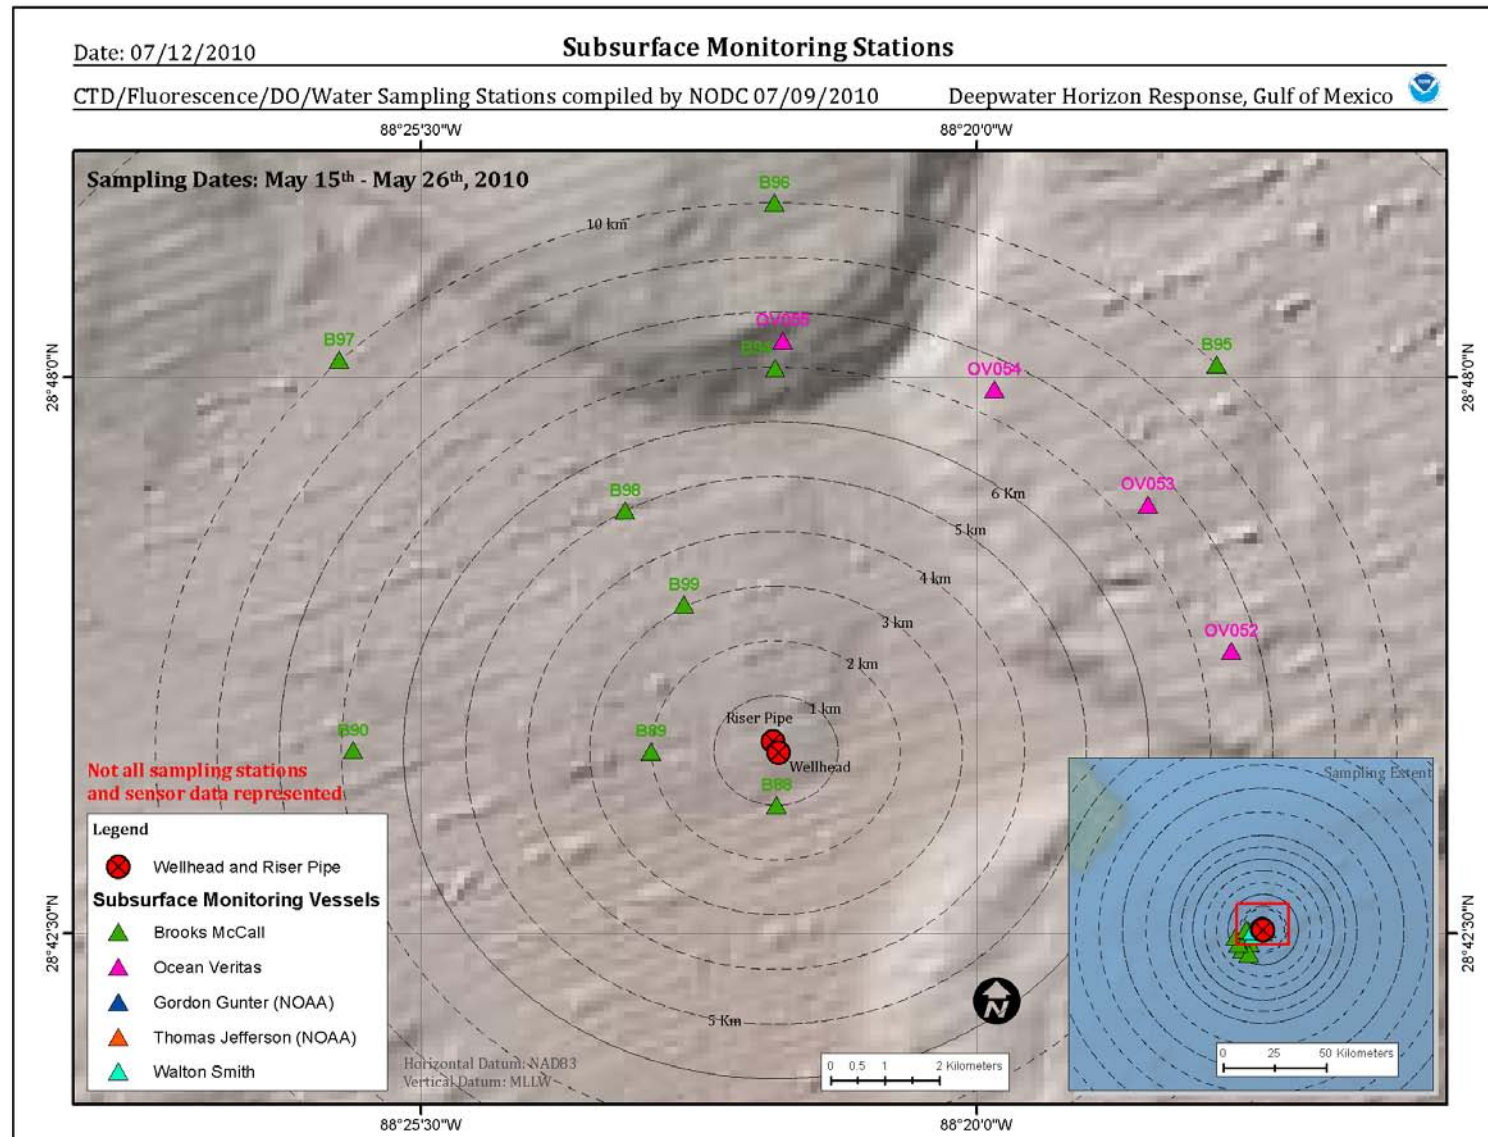 Date: 07/12/2010
Subsurface Monitoring Stations
CTD/Fluorescence/DO/Water Sampling Stations compiled by NODC 07/09/2010
Deepwater Horizon Response, Gulf of Mexico
88°25'30"W
88°20'0"W
Sampling Dates: May 15th - May 26th, 2010
B96
10 km
OV055
B94
B97
B95
OV054
28°48'0"N
28°48'0"N
B98
OV053
6 Km
5 km
B99
4 km
3 km
OV052
2 km
1 km
Riser Pipe
B90
B89
Wellhead
B88
Not all sampling stations
and sensor data represented
Sampling Extent
Legend
Wellhead and Riser Pipe
Subsurface Monitoring Vessels
Brooks McCall
Ocean Veritas
Gordon Gunter (NOAA)
Thomas Jefferson (NOAA)
Walton Smith
28°42'30"N
28°42'30"N
5 Km
N
Horizontal Datum: NAD83
Vertical Datum: MLLW
0 0.5 1 2 Kilometers
0 25 50 Kilometers
88°25'30"W
88°20'0"W